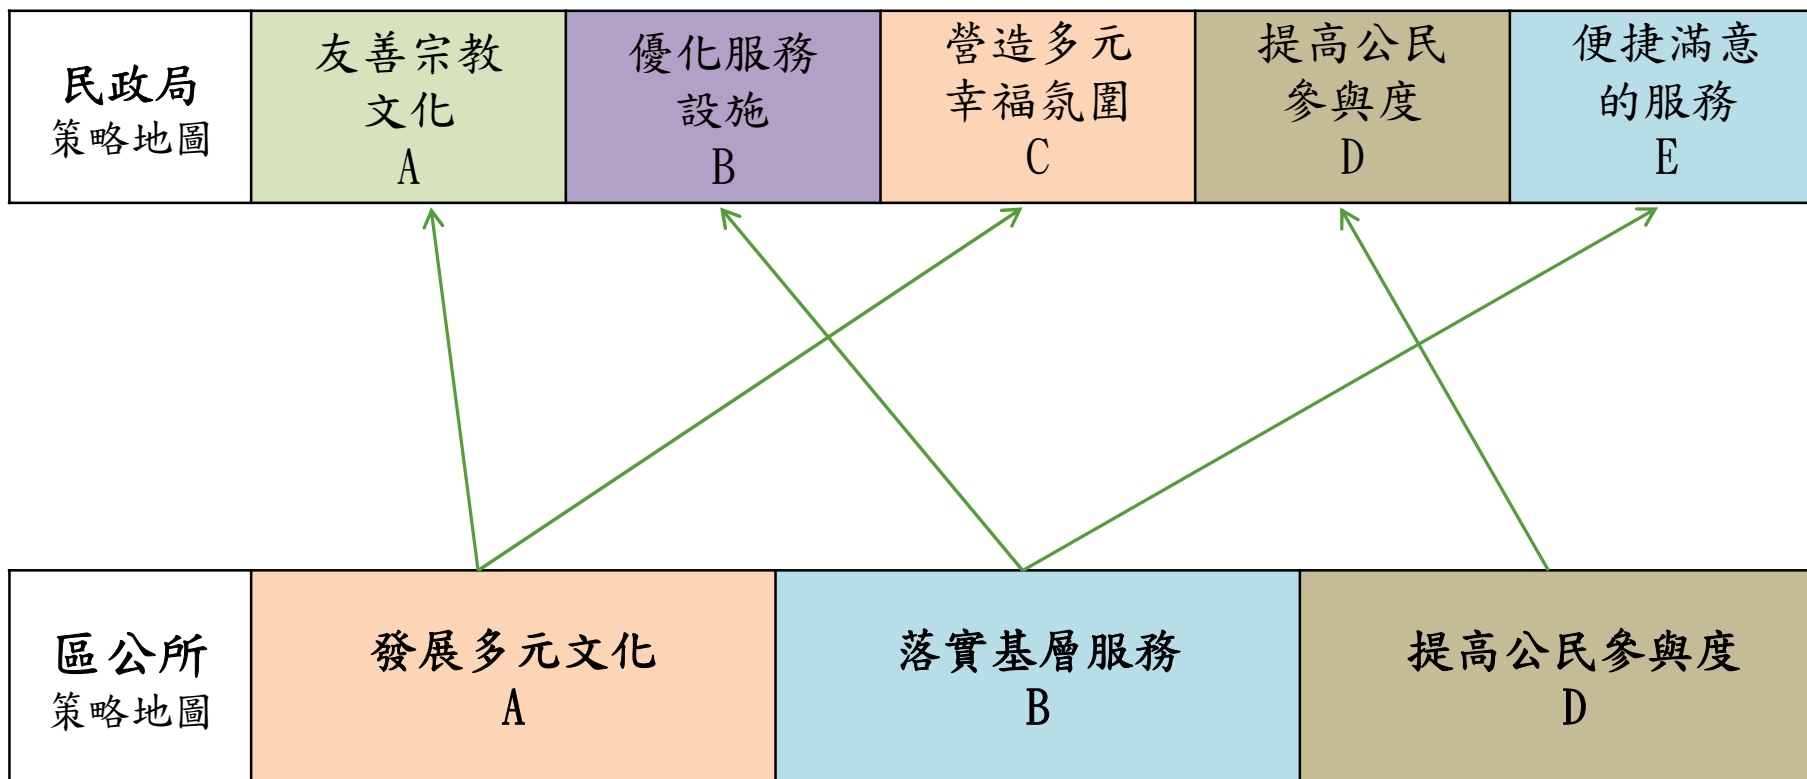 民政局
策略地圖
友善宗教
文化
A
優化服務
設施
B
營造多元
幸福氛圍
C
提高公民
參與度
D
便捷滿意
的服務
E
區公所
策略地圖
發展多元文化
A
落實基層服務
B
提高公民參與度
D